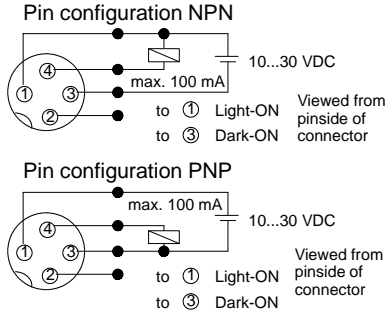 Pin configuration NPN
4
10...30 VDC
max. 100 mA
1
3
2
to 1 Light-ON
to 3 Dark-ON
Viewed from
pinside of
connector
Pin configuration PNP
max. 100 mA
4
10...30 VDC
1
3
2
to 1 Light-ON
to 3 Dark-ON
Viewed from
pinside of
connector